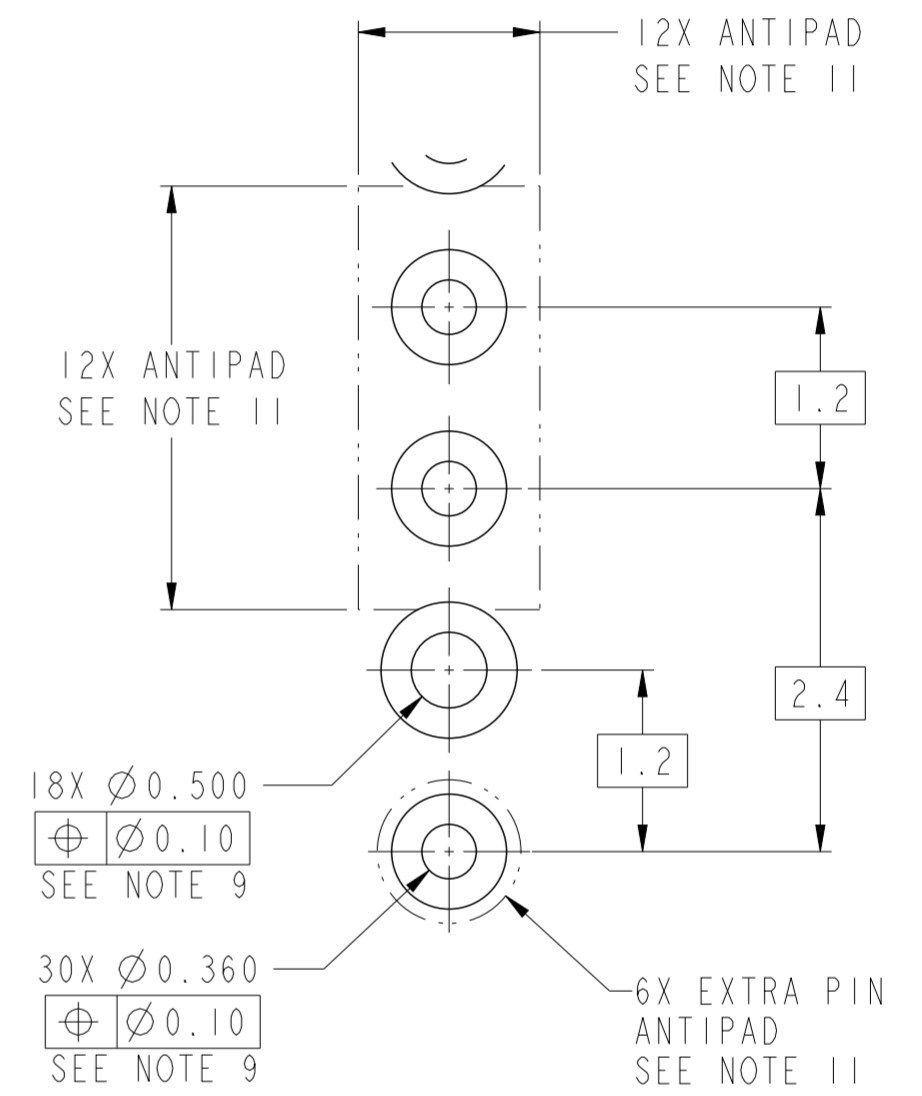 12X ANTIPAD
SEE NOTE 11
12X ANTIPAD
SEE NOTE 11
1.2
2.4
1.2
18X Ø0.500
⌖ Ø0.10
SEE NOTE 9
30X Ø0.360
⌖ Ø0.10
SEE NOTE 9
6X EXTRA PIN
ANTIPAD
SEE NOTE 11